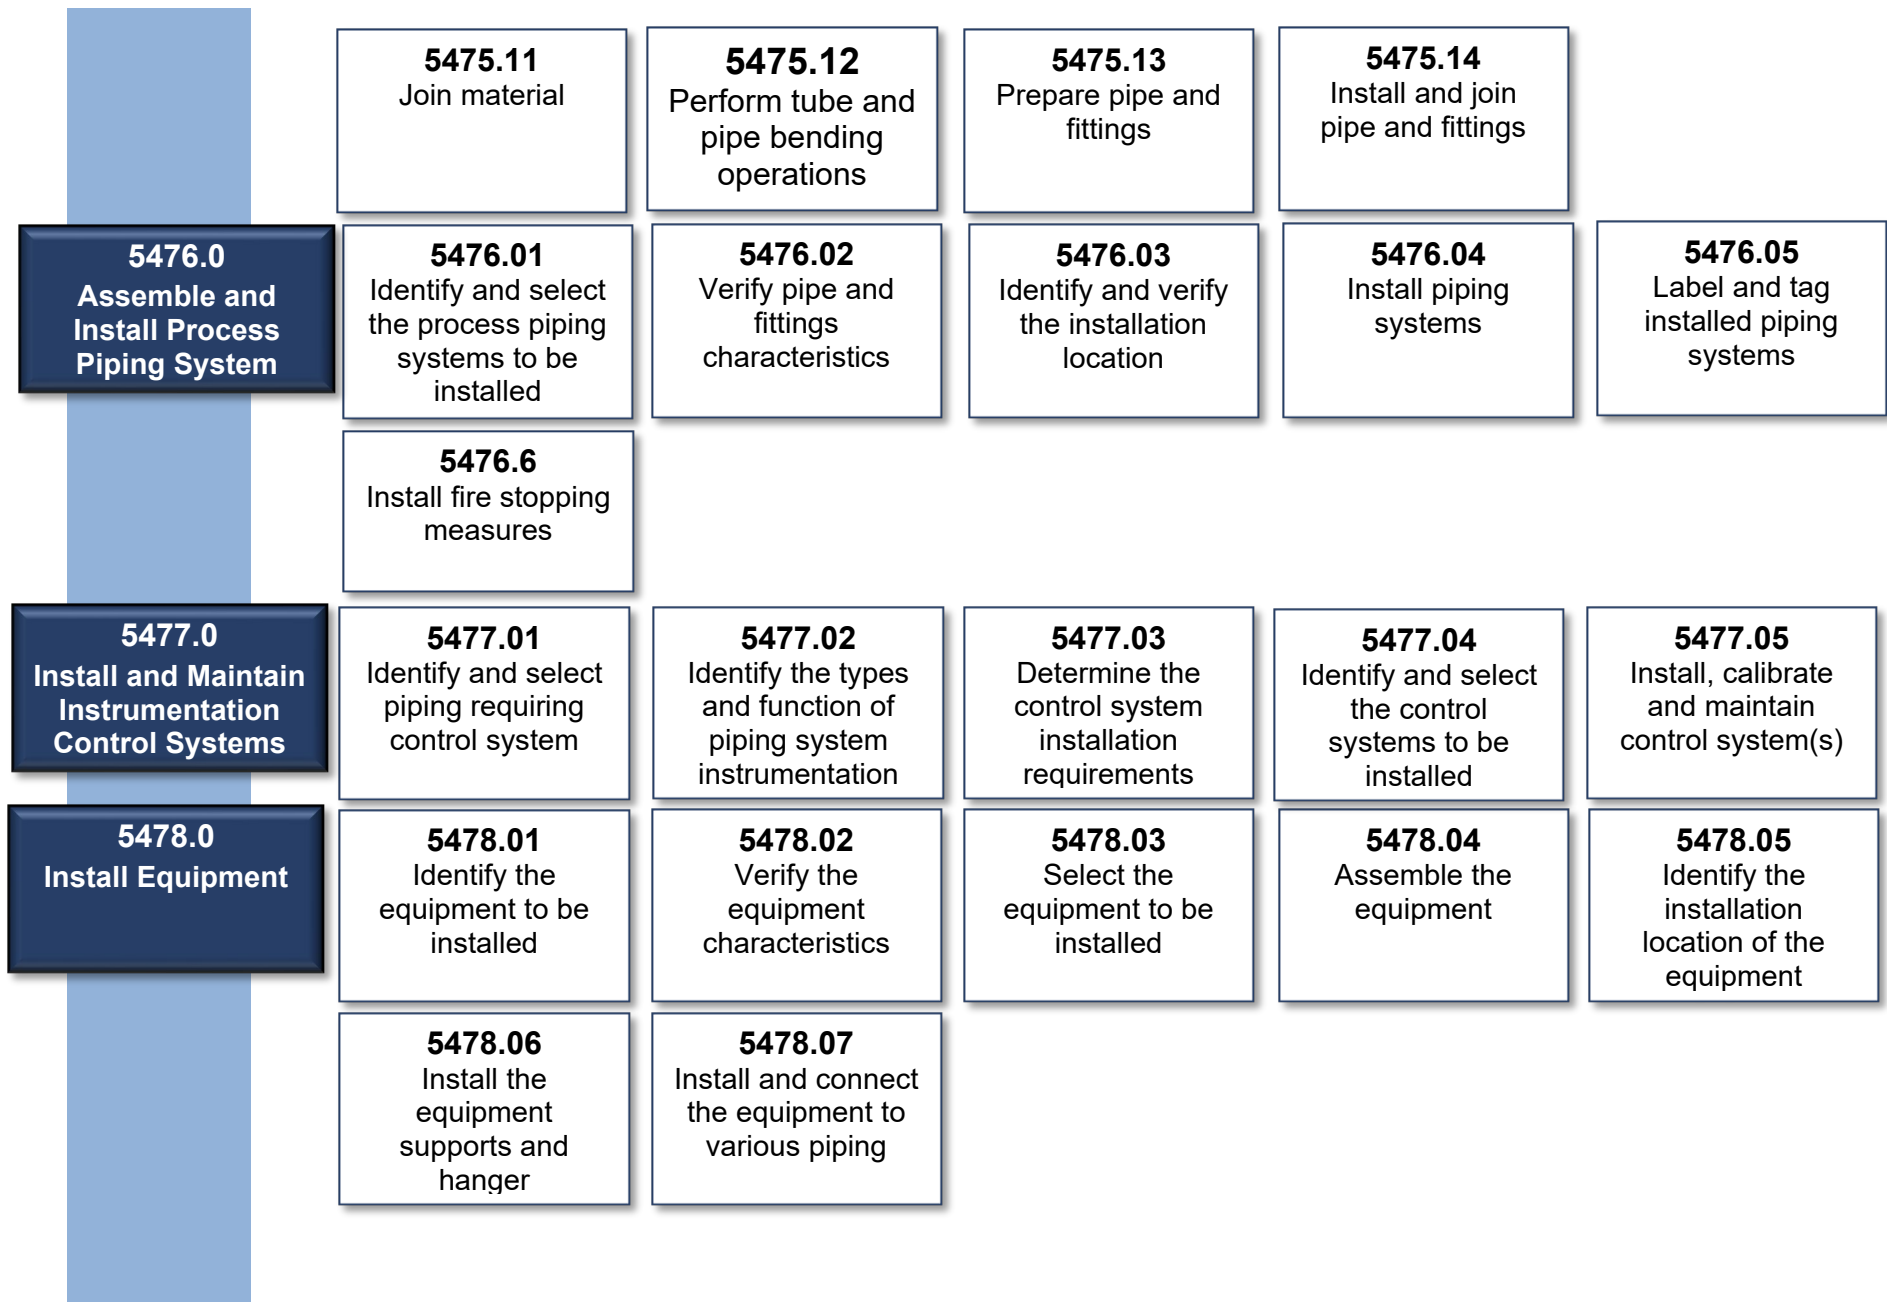 5475.11
Join material
5475.12
Perform tube and
pipe bending
operations
5475.13
Prepare pipe and
fittings
5475.14
Install and join
pipe and fittings
5476.0
Assemble and
Install Process
Piping System
5476.01
Identify and select
the process piping
systems to be
installed
5476.02
Verify pipe and
fittings
characteristics
5476.03
Identify and verify
the installation
location
5476.04
Install piping
systems
5476.05
Label and tag
installed piping
systems
5476.6
Install fire stopping
measures
5477.0
Install and Maintain
Instrumentation
Control Systems
5477.01
Identify and select
piping requiring
control system
5477.02
Identify the types
and function of
piping system
instrumentation
5477.03
Determine the
control system
installation
requirements
5477.04
Identify and select
the control
systems to be
installed
5477.05
Install, calibrate
and maintain
control system(s)
5478.0
Install Equipment
5478.01
Identify the
equipment to be
installed
5478.02
Verify the
equipment
characteristics
5478.03
Select the
equipment to be
installed
5478.04
Assemble the
equipment
5478.05
Identify the
installation
location of the
equipment
5478.06
Install the
equipment
supports and
hanger
5478.07
Install and connect
the equipment to
various piping